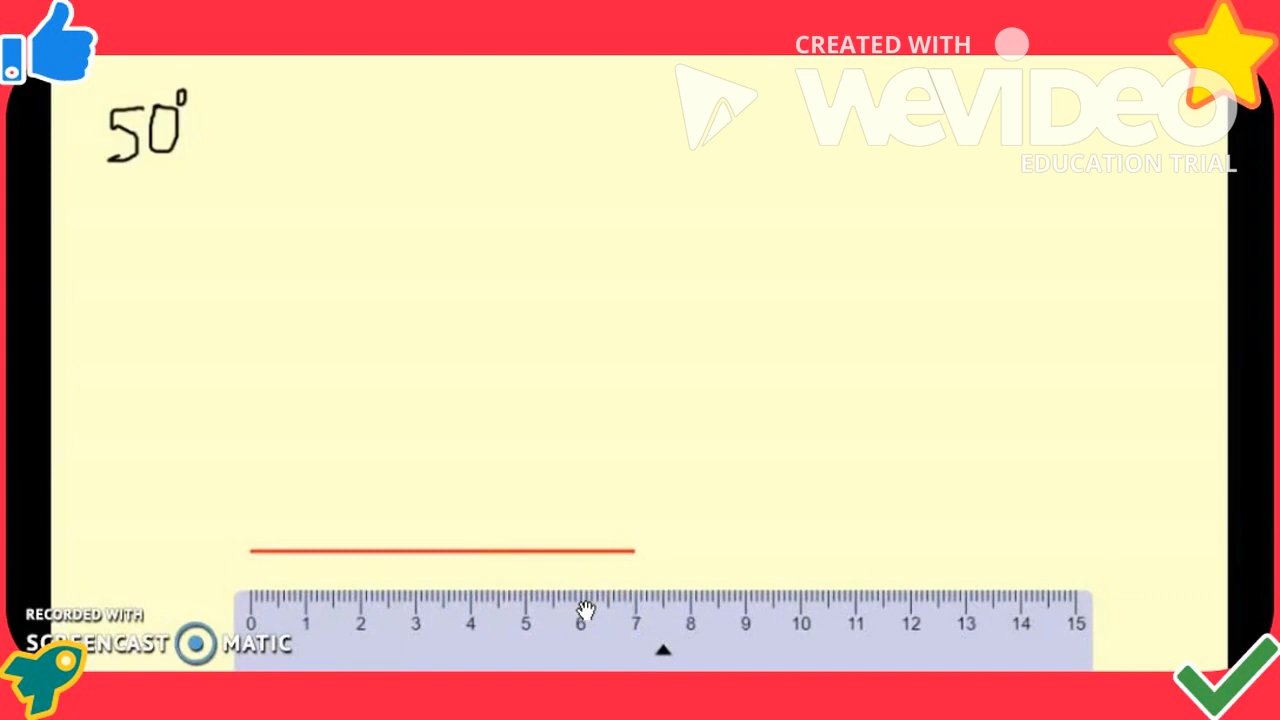 CREATED WITH
WEVIDEO
EDUCATION TRIAL
50°
0 1 2 3 4 5 6 7 8 9 10 11 12 13 14 15
RECORDED WITH
SCREENCAST MATIC